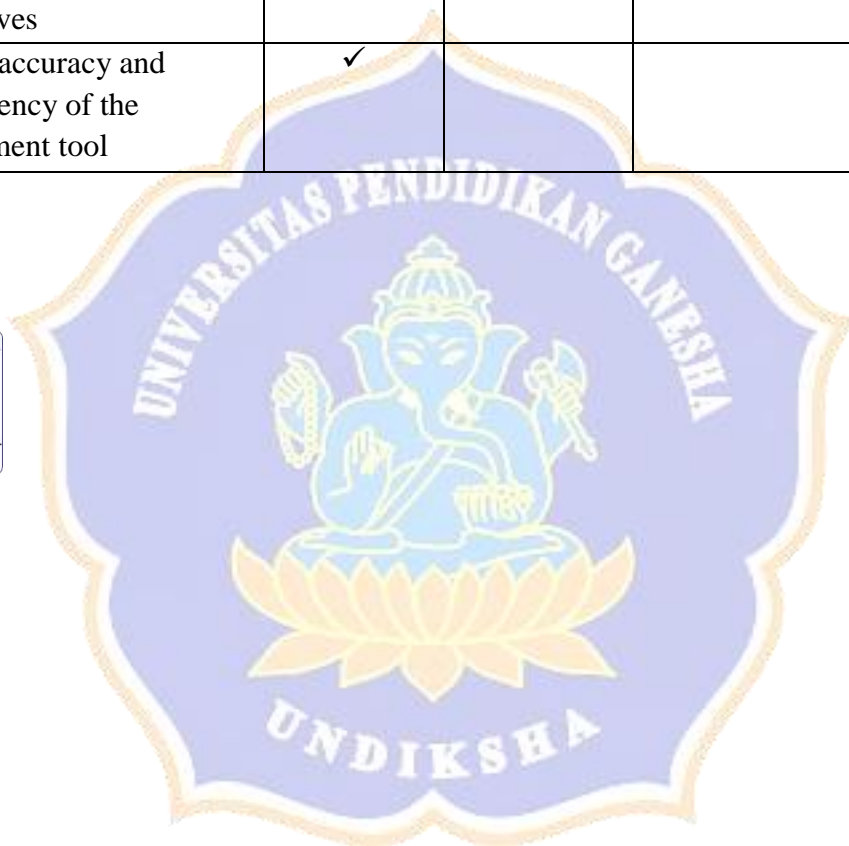 ves
accuracy and ✓
ency of the
nent tool
UNIVERSITAS PENDIDIKAN GANESHA
UNDIKSHA